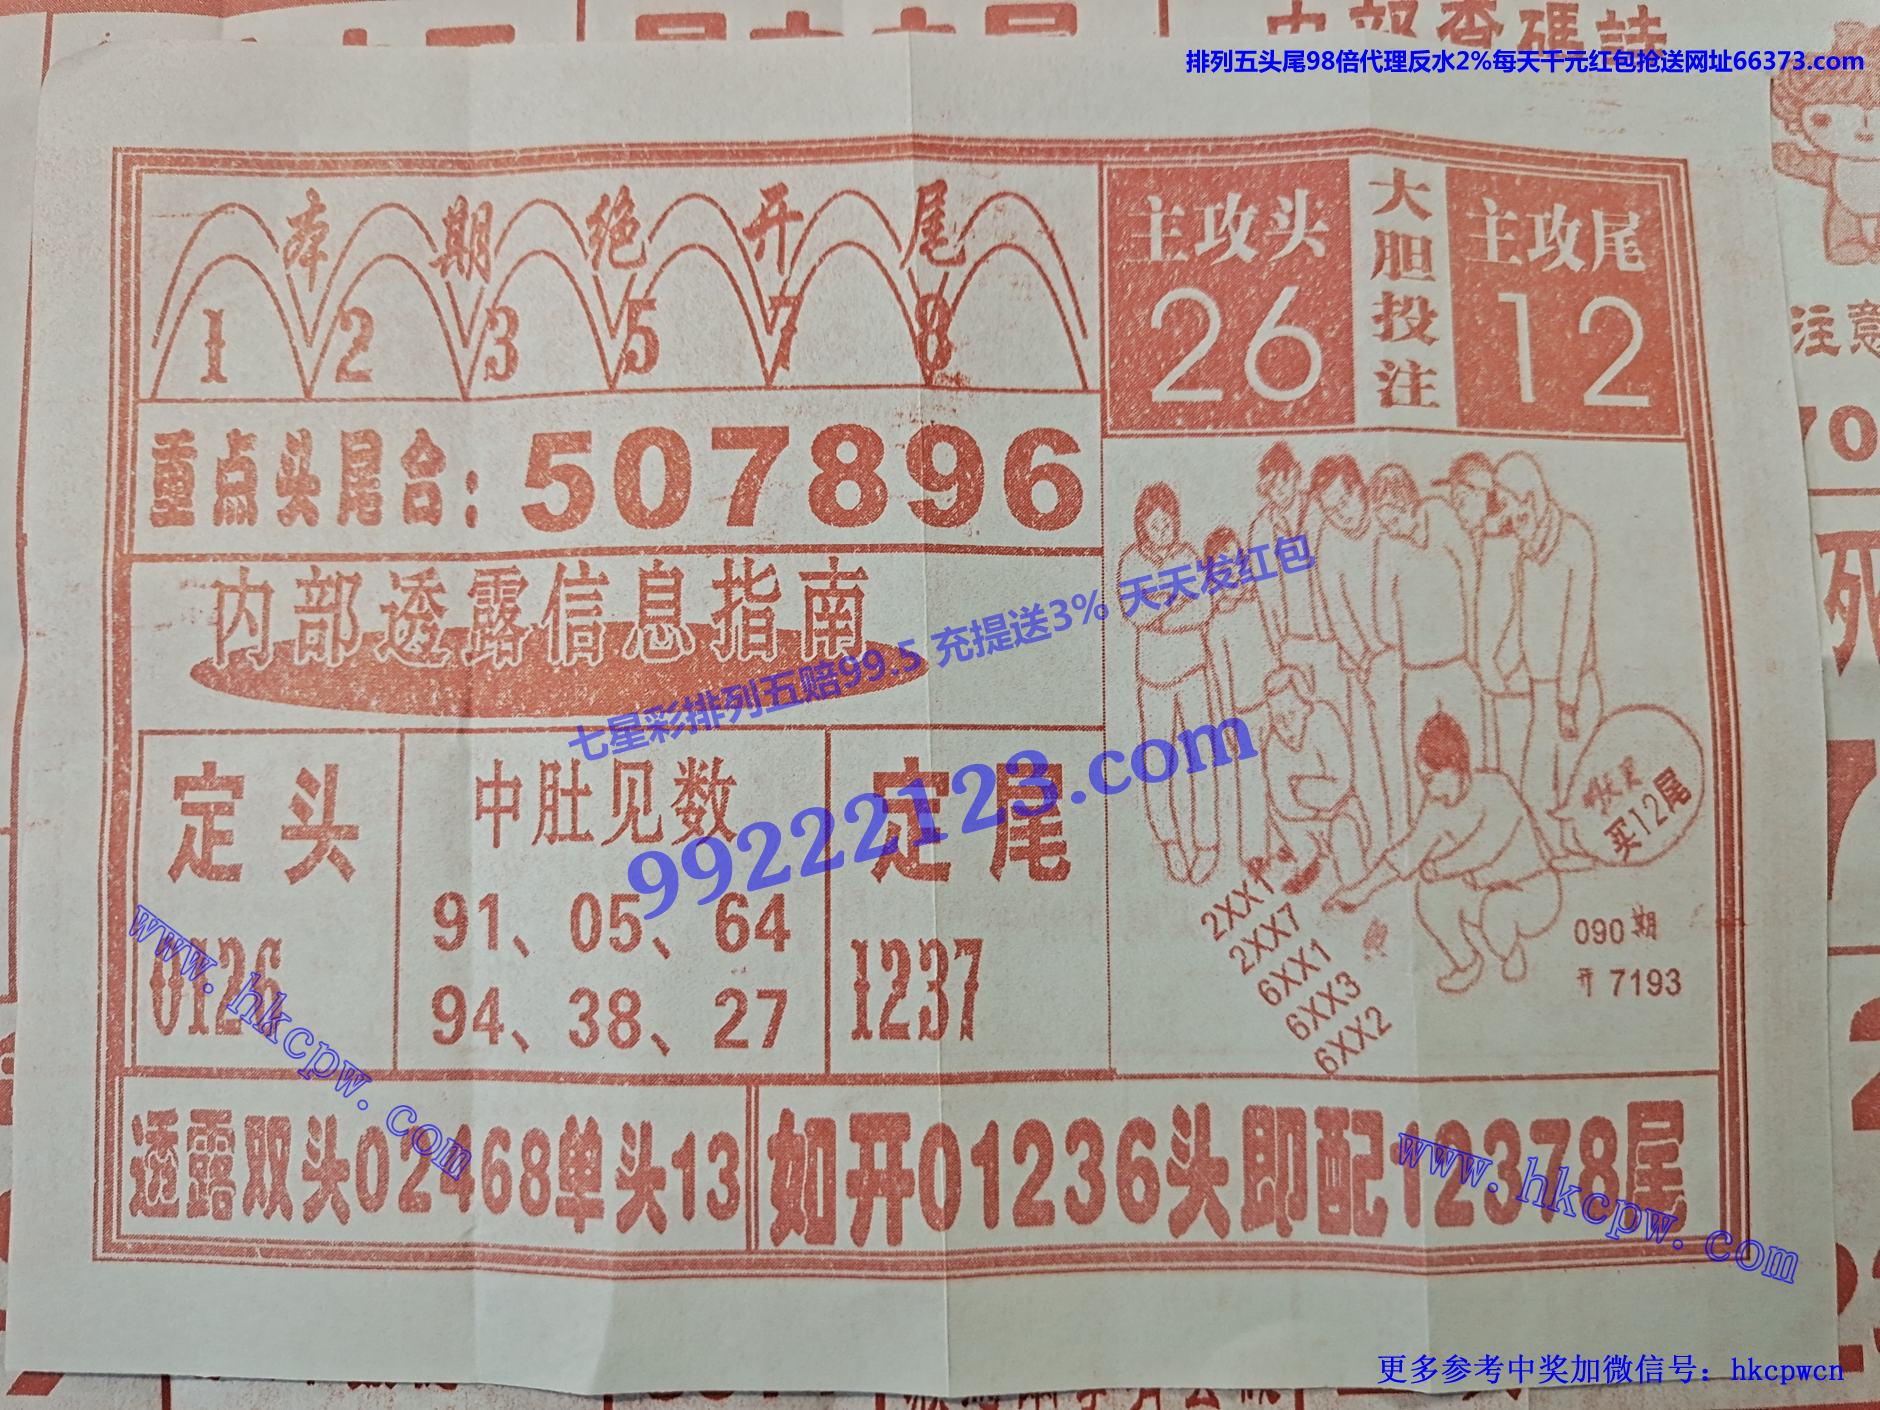 排列五头尾98倍代理反水2%每天千元红包抢送网址66373.com
本期绝开尾
1 2 3 5 7 8
主攻头
26
大胆投注
主攻尾
12
重点头尾合：507896
内部透露信息指南
七星彩排列五赔99.5 充提送3% 天天发红包
99222123.com
定头
0126
中肚见数
91、05、64
94、38、27
定尾
1237
买12尾
2XX1
2XX7
6XX1
6XX3
6XX2
090期
开7193
透露双头02468单头13
如开01236头即配12378尾
www.hkcpw.com
www.hkcpw.com
注意
死
更多参考中奖加微信号：hkcpwcn